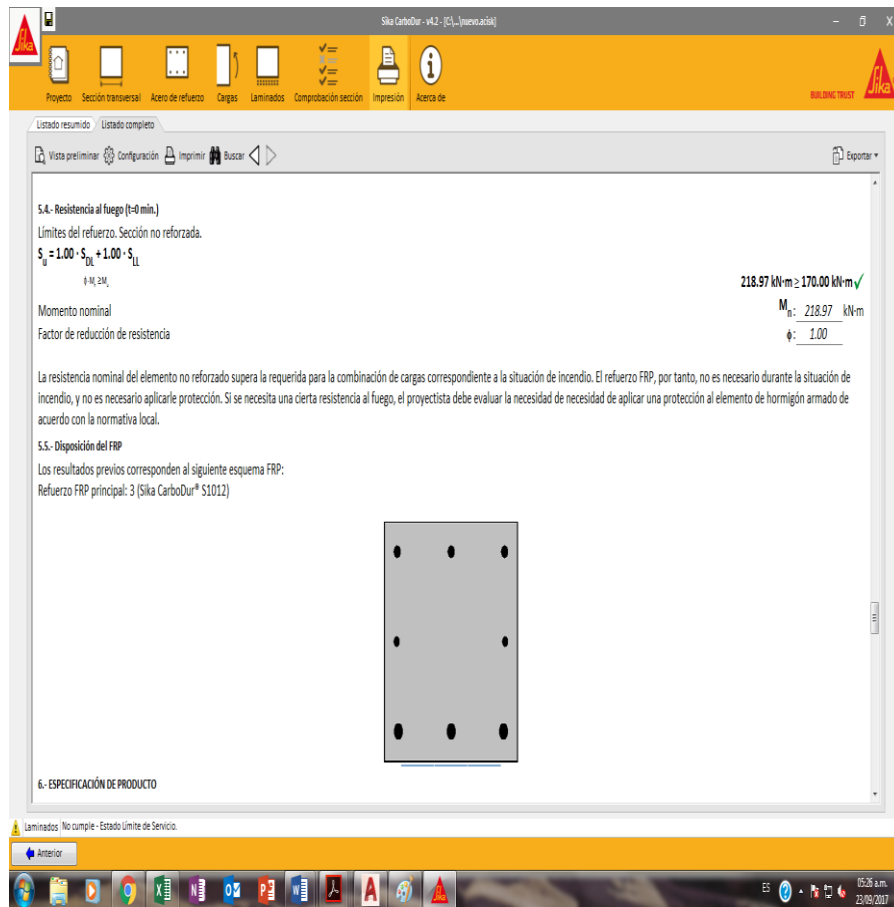 Sika CarboDur - v4.2 - [C:\...\nuevo.acisk]
Sika
Proyecto Sección transversal Acero de refuerzo Cargas Laminados Comprobación sección Impresión Acerca de
BUILDING TRUST Sika
Listado resumido Listado completo
Vista preliminar Configuración Imprimir Buscar Exportar
5.4.- Resistencia al fuego (t=0 min.)
Límites del refuerzo. Sección no reforzada.
S_u = 1.00 · S_DL + 1.00 · S_LL
ϕ·M_n ≥ M_u 218.97 kN·m ≥ 170.00 kN·m ✓
Momento nominal M_n: 218.97 kN·m
Factor de reducción de resistencia ϕ: 1.00
La resistencia nominal del elemento no reforzado supera la requerida para la combinación de cargas correspondiente a la situación de incendio. El refuerzo FRP, por tanto, no es necesario durante la situación de
incendio, y no es necesario aplicarle protección. Si se necesita una cierta resistencia al fuego, el proyectista debe evaluar la necesidad de necesidad de aplicar una protección al elemento de hormigón armado de
acuerdo con la normativa local.
5.5.- Disposición del FRP
Los resultados previos corresponden al siguiente esquema FRP:
Refuerzo FRP principal: 3 (Sika CarboDur® S1012)
6.- ESPECIFICACIÓN DE PRODUCTO
Laminados No cumple - Estado Límite de Servicio.
Anterior
ES 05:26 a.m.
23/09/2017